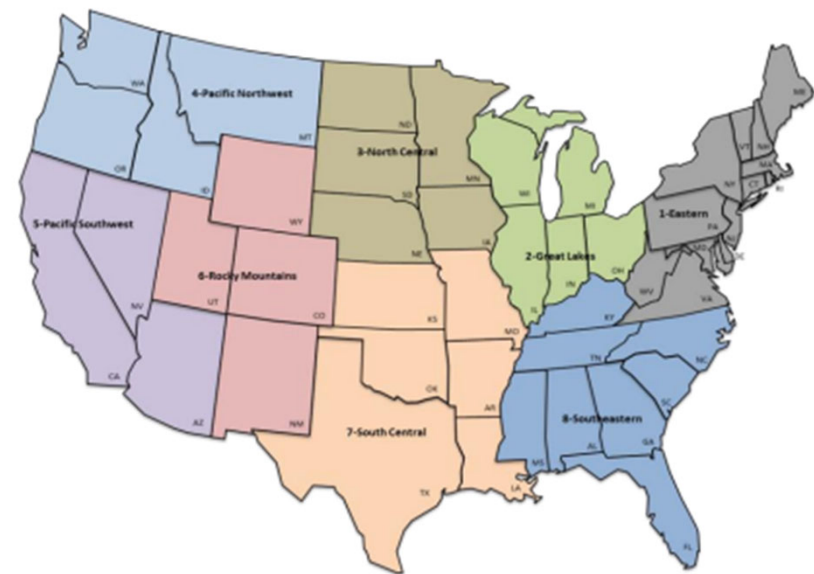 WA
4-Pacific Northwest
MT
OR
ID
ND
3-North Central
SD
MN
NE
IA
WI
MI
2-Great Lakes
IL
IN
OH
ME
VT
NH
MA
NY
CT
RI
1-Eastern
PA
NJ
MD
DE
WV
VA
5-Pacific Southwest
NV
CA
AZ
WY
6-Rocky Mountains
UT
CO
NM
KS
MO
OK
AR
7-South Central
TX
LA
KY
TN
NC
SC
8-Southeastern
MS
AL
GA
FL